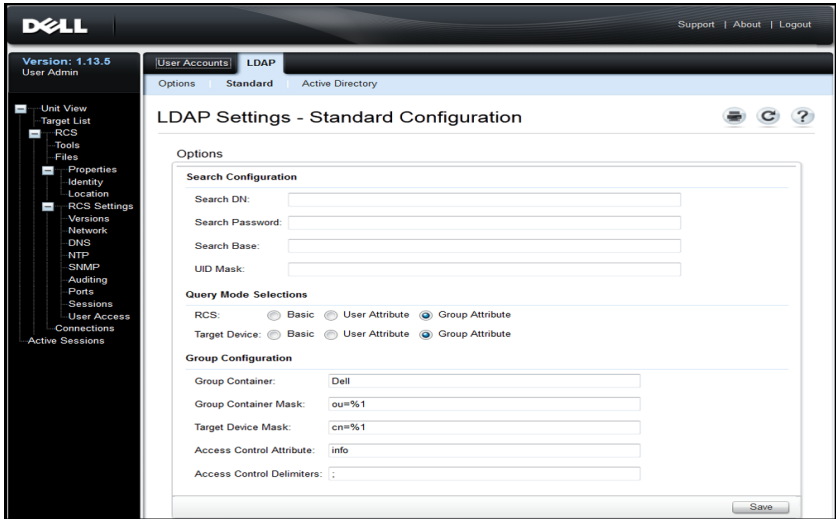 DELL
Support | About | Logout
Version: 1.13.5
User Admin
User Accounts
LDAP
Options
Standard
Active Directory
Unit View
Target List
RCS
Tools
Files
Properties
Identity
Location
RCS Settings
Versions
Network
DNS
NTP
SNMP
Auditing
Ports
Sessions
User Access
Connections
Active Sessions
LDAP Settings - Standard Configuration
?
Options
Search Configuration
Search DN:
Search Password:
Search Base:
UID Mask:
Query Mode Selections
RCS: Basic User Attribute Group Attribute
Target Device: Basic User Attribute Group Attribute
Group Configuration
Group Container: Dell
Group Container Mask: ou=%1
Target Device Mask: cn=%1
Access Control Attribute: info
Access Control Delimiters: ;
Save